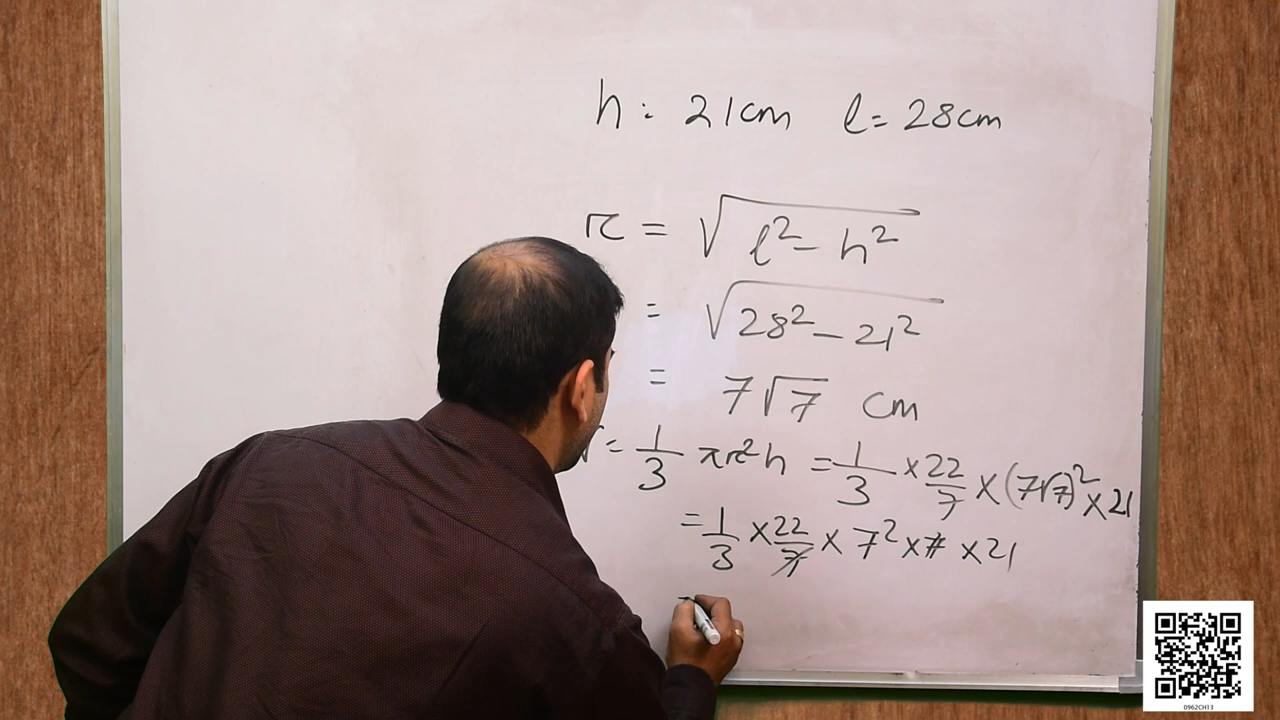 h : 21cm l = 28cm
r = √(l² - h²)
= √(28² - 21²)
= 7√7 cm
= 1/3 πr²h = 1/3 × 22/7 × (7√7)² × 21
= 1/3 × 22/7 × 7² × 7 × 21
0962CH13